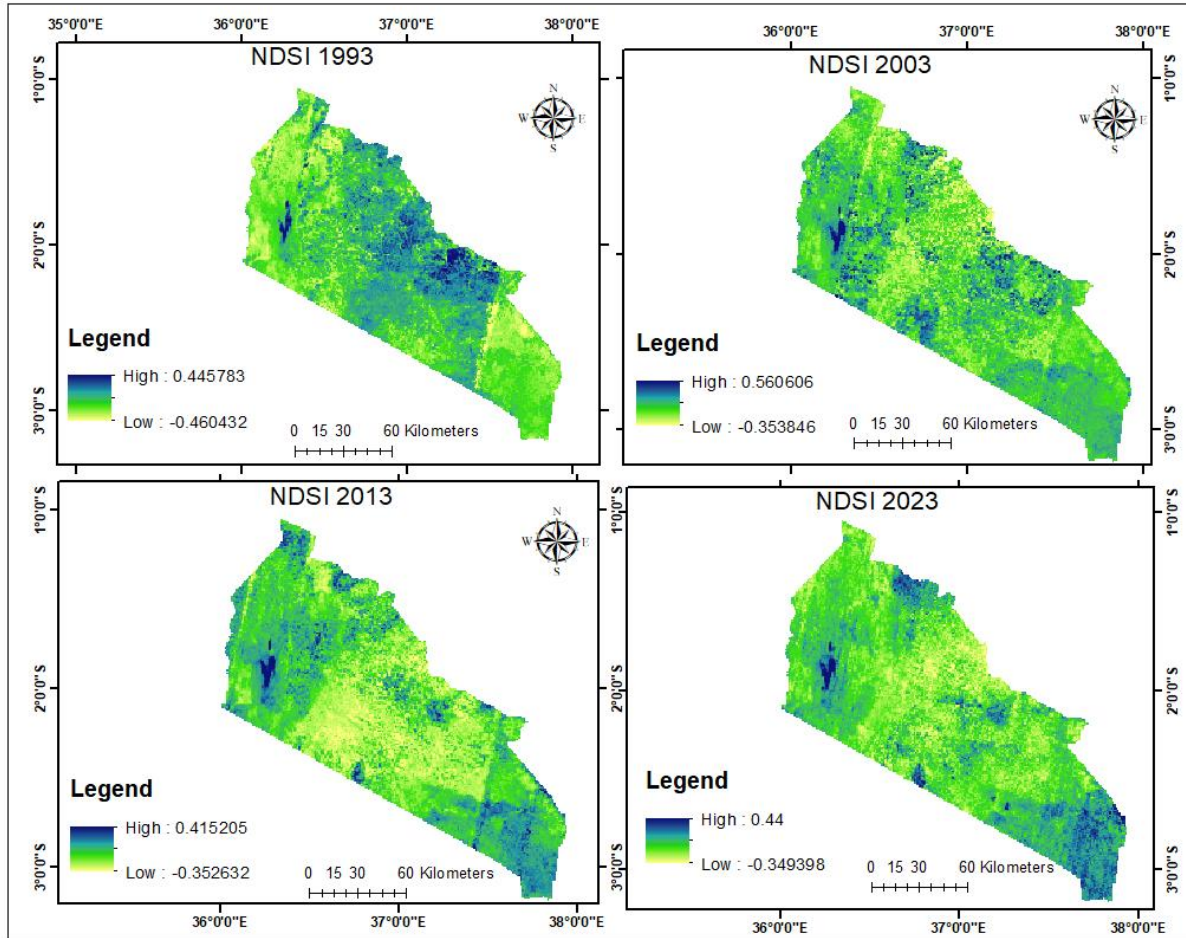 35°0'0"E 36°0'0"E 37°0'0"E 38°0'0"E
NDSI 1993
1°0'0"S
2°0'0"S
3°0'0"S
N
W E
S
Legend
High : 0.445783
Low : -0.460432
0 15 30 60 Kilometers
36°0'0"E 37°0'0"E 38°0'0"E
NDSI 2003
1°0'0"S
2°0'0"S
3°0'0"S
N
W E
S
Legend
High : 0.560606
Low : -0.353846
0 15 30 60 Kilometers
NDSI 2013
1°0'0"S
2°0'0"S
3°0'0"S
N
W E
S
Legend
High : 0.415205
Low : -0.352632
0 15 30 60 Kilometers
36°0'0"E 37°0'0"E 38°0'0"E
NDSI 2023
1°0'0"S
2°0'0"S
3°0'0"S
N
W E
S
Legend
High : 0.44
Low : -0.349398
0 15 30 60 Kilometers
36°0'0"E 37°0'0"E 38°0'0"E